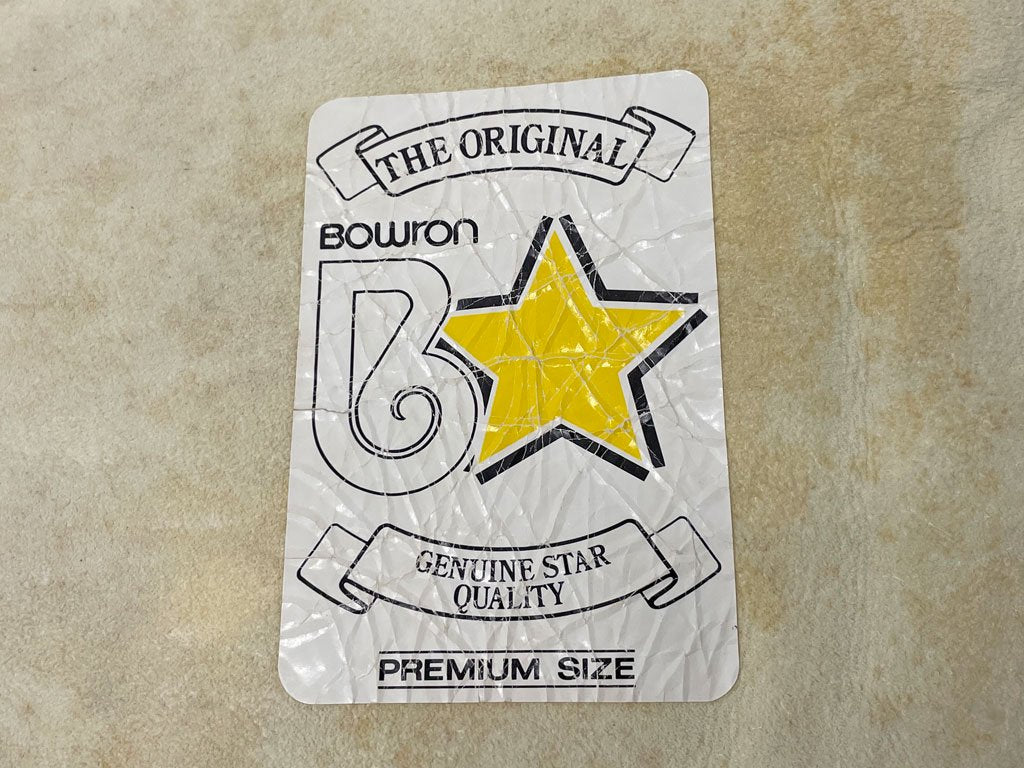 THE ORIGINAL
Bowron
B
GENUINE STAR
QUALITY
PREMIUM SIZE